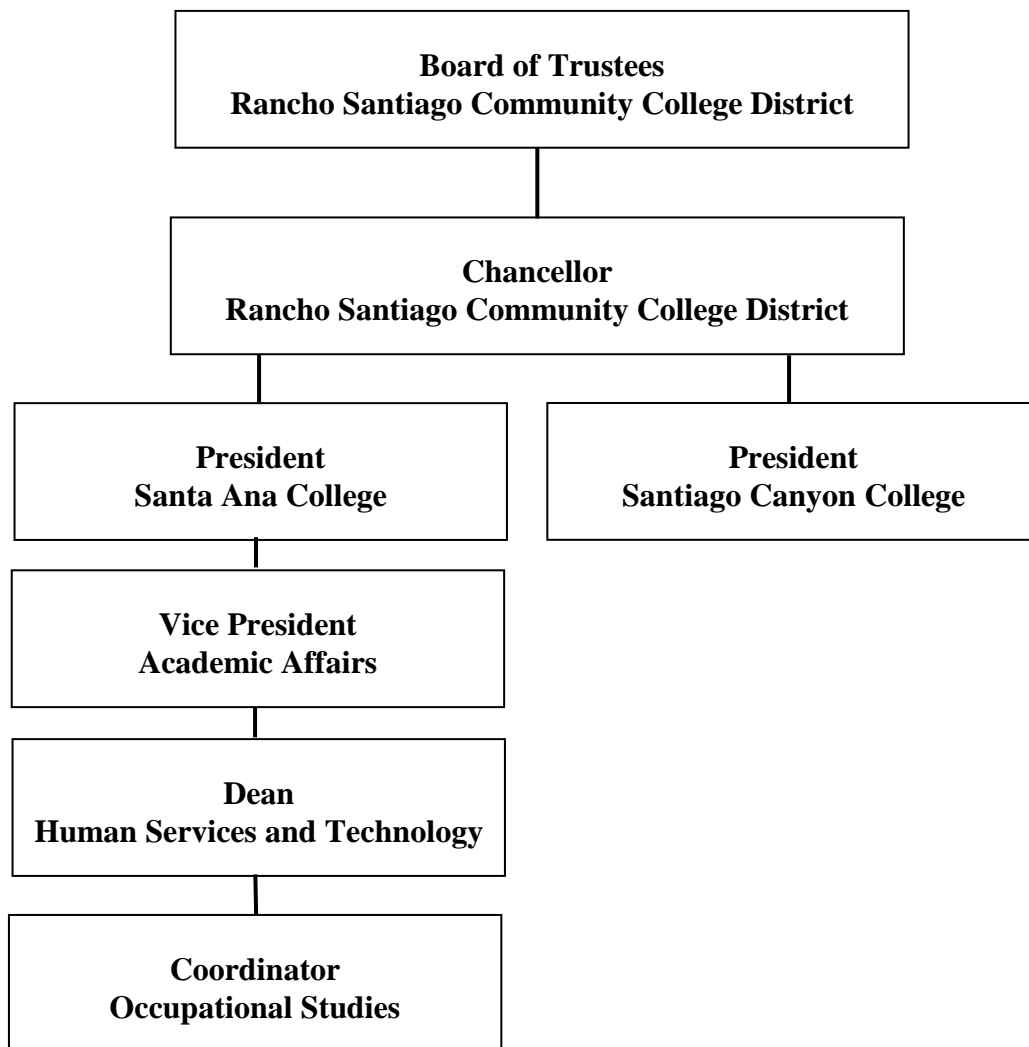 Board of Trustees
Rancho Santiago Community College District
Chancellor
Rancho Santiago Community College District
President
Santa Ana College
President
Santiago Canyon College
Vice President
Academic Affairs
Dean
Human Services and Technology
Coordinator
Occupational Studies